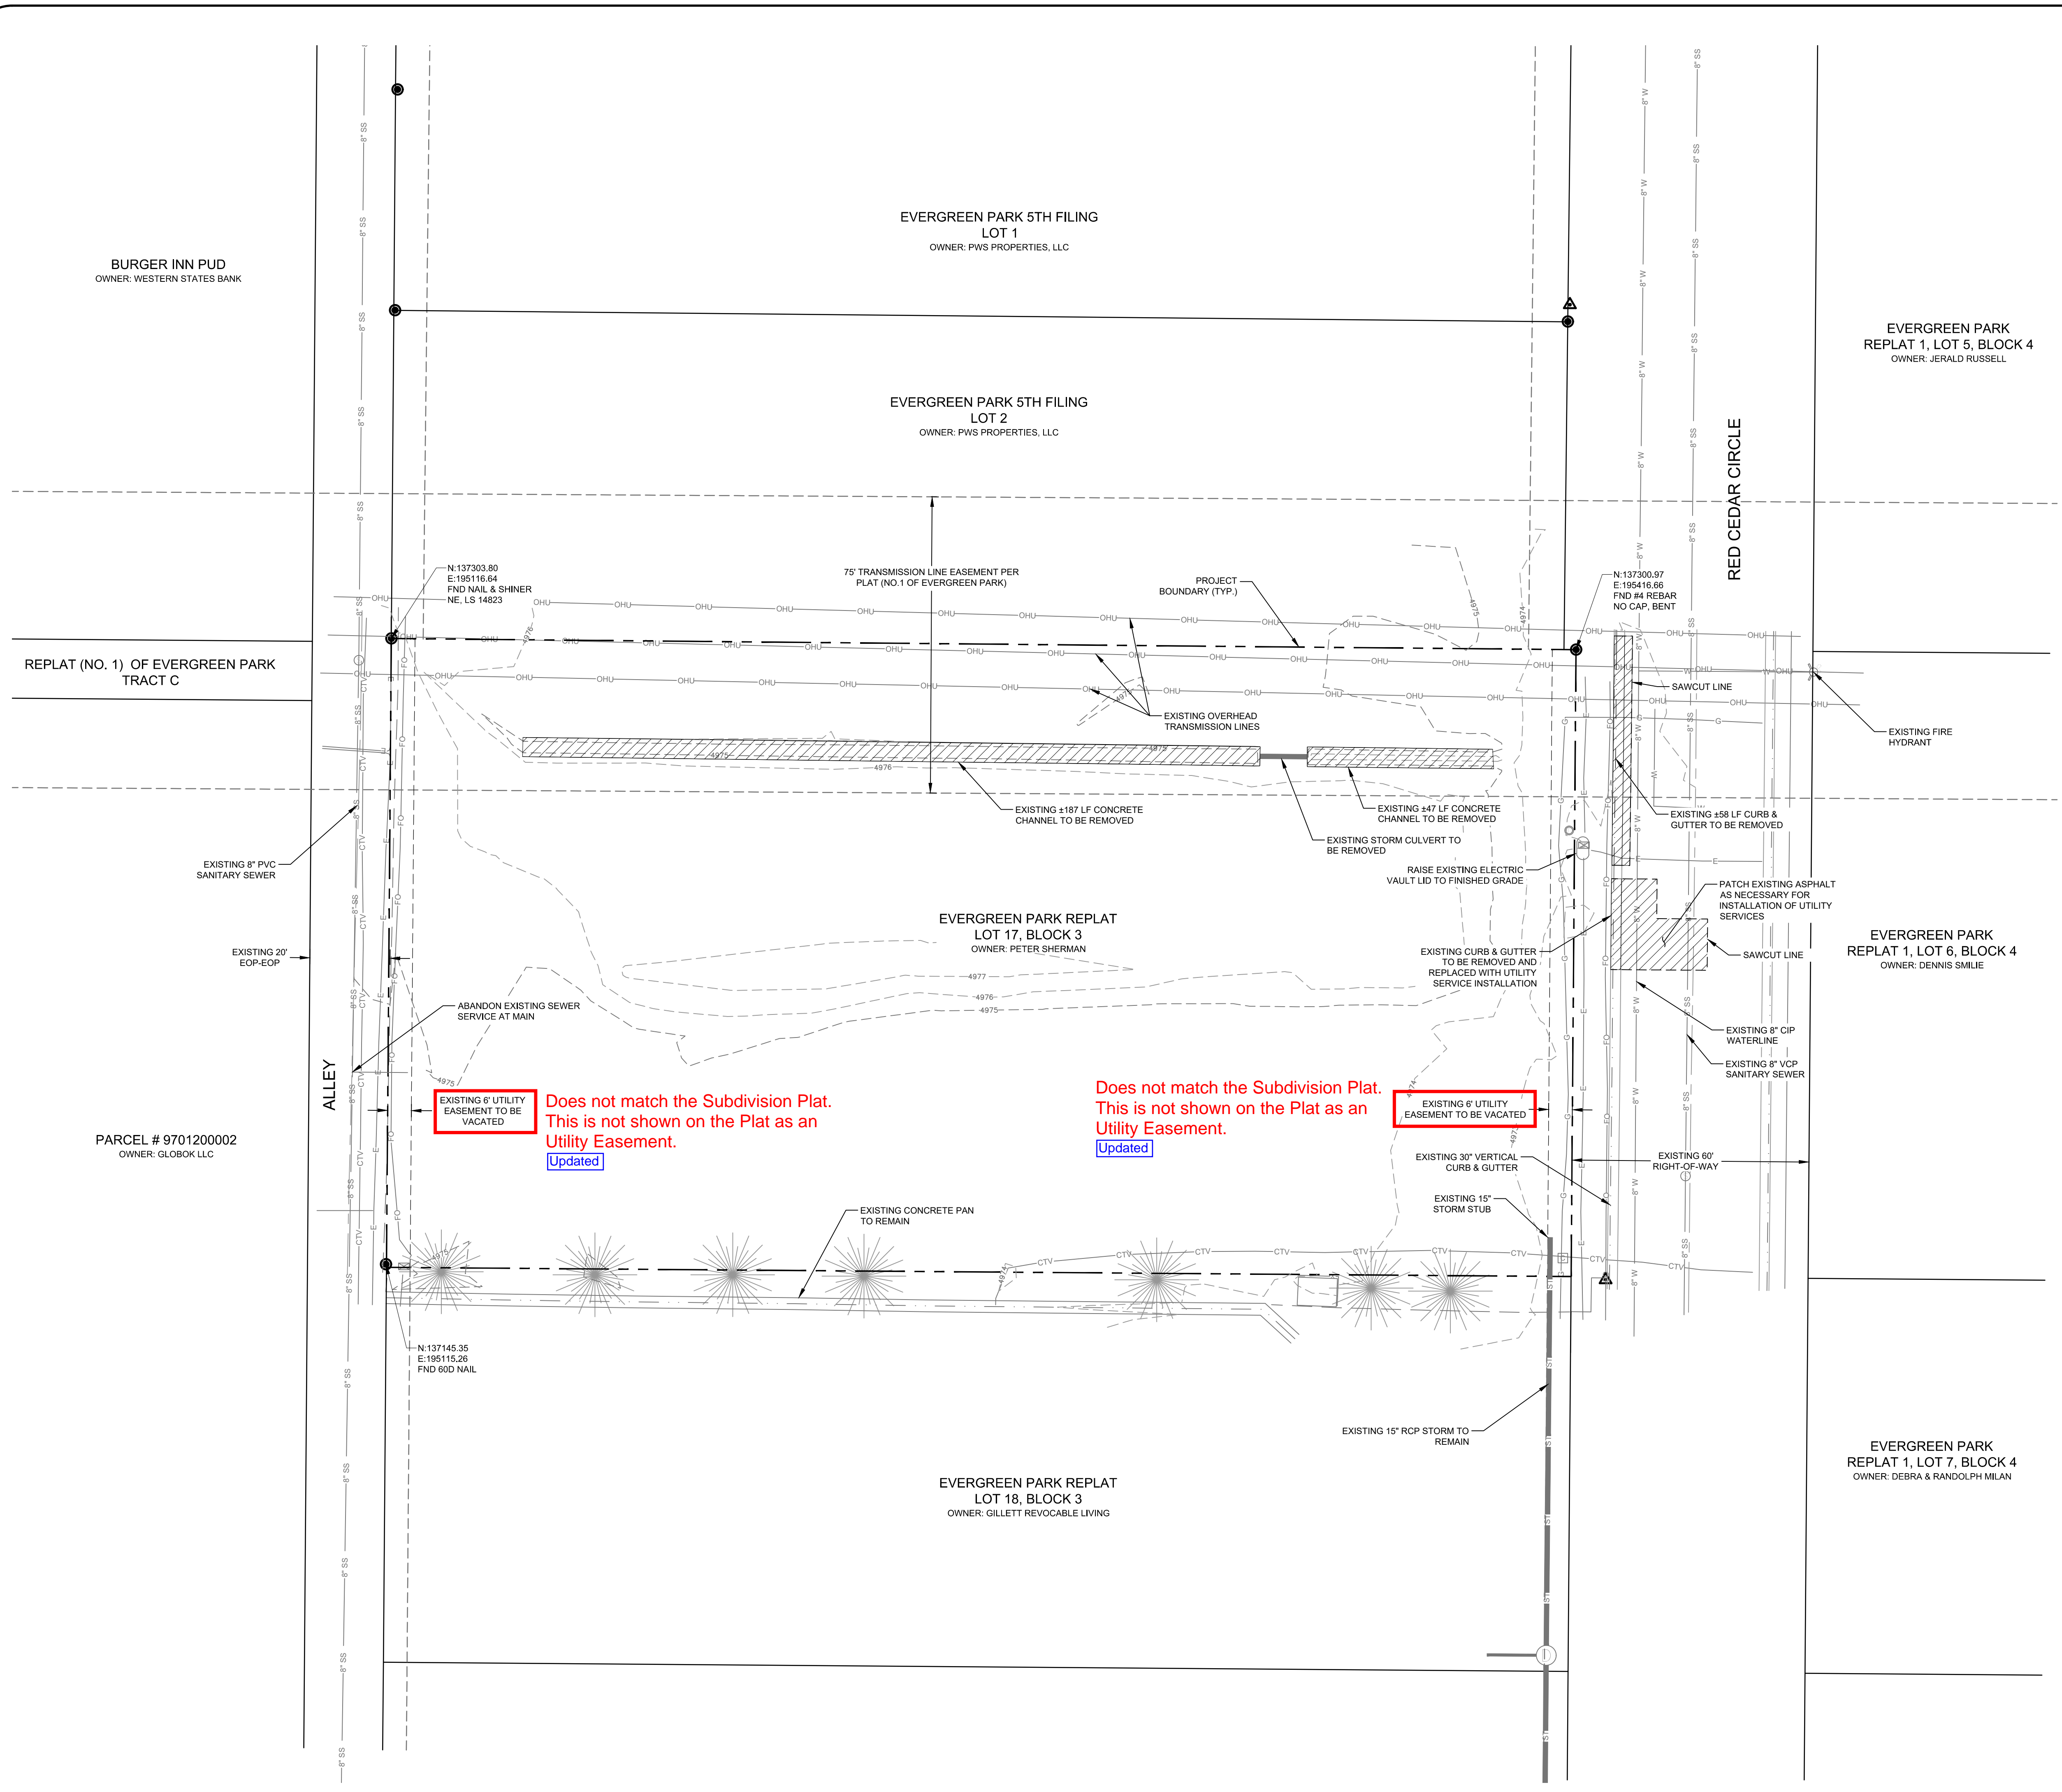 EVERGREEN PARK 5TH FILING
LOT 1
OWNER: PWS PROPERTIES, LLC
BURGER INN PUD
OWNER: WESTERN STATES BANK
EVERGREEN PARK
REPLAT 1, LOT 5, BLOCK 4
OWNER: JERALD RUSSELL
EVERGREEN PARK 5TH FILING
LOT 2
OWNER: PWS PROPERTIES, LLC
RED CEDAR CIRCLE
N:137303.80
E:195116.64
FND NAIL & SHINER
NE, LS 14823
75' TRANSMISSION LINE EASEMENT PER
PLAT (NO.1 OF EVERGREEN PARK)
PROJECT
BOUNDARY (TYP.)
N:137300.97
E:195416.66
FND #4 REBAR
NO CAP, BENT
REPLAT (NO. 1) OF EVERGREEN PARK
TRACT C
SAWCUT LINE
EXISTING OVERHEAD
TRANSMISSION LINES
EXISTING FIRE
HYDRANT
EXISTING ±187 LF CONCRETE
CHANNEL TO BE REMOVED
EXISTING ±47 LF CONCRETE
CHANNEL TO BE REMOVED
EXISTING ±58 LF CURB &
GUTTER TO BE REMOVED
EXISTING STORM CULVERT TO
BE REMOVED
EXISTING 8" PVC
SANITARY SEWER
RAISE EXISTING ELECTRIC
VAULT LID TO FINISHED GRADE
PATCH EXISTING ASPHALT
AS NECESSARY FOR
INSTALLATION OF UTILITY
SERVICES
EVERGREEN PARK REPLAT
LOT 17, BLOCK 3
OWNER: PETER SHERMAN
EXISTING 20'
EOP-EOP
EXISTING CURB & GUTTER
TO BE REMOVED AND
REPLACED WITH UTILITY
SERVICE INSTALLATION
SAWCUT LINE
EVERGREEN PARK
REPLAT 1, LOT 6, BLOCK 4
OWNER: DENNIS SMILIE
4977
4976
4975
ABANDON EXISTING SEWER
SERVICE AT MAIN
EXISTING 8" CIP
WATERLINE
EXISTING 8" VCP
SANITARY SEWER
ALLEY
EXISTING 6' UTILITY
EASEMENT TO BE
VACATED
Does not match the Subdivision Plat.
This is not shown on the Plat as an
Utility Easement.
Updated
Does not match the Subdivision Plat.
This is not shown on the Plat as an
Utility Easement.
Updated
EXISTING 6' UTILITY
EASEMENT TO BE VACATED
PARCEL # 9701200002
OWNER: GLOBOK LLC
EXISTING 30" VERTICAL
CURB & GUTTER
EXISTING 60'
RIGHT-OF-WAY
EXISTING 15"
STORM STUB
EXISTING CONCRETE PAN
TO REMAIN
N:137145.35
E:195115.26
FND 60D NAIL
EXISTING 15" RCP STORM TO
REMAIN
EVERGREEN PARK REPLAT
LOT 18, BLOCK 3
OWNER: GILLETT REVOCABLE LIVING
EVERGREEN PARK
REPLAT 1, LOT 7, BLOCK 4
OWNER: DEBRA & RANDOLPH MILAN